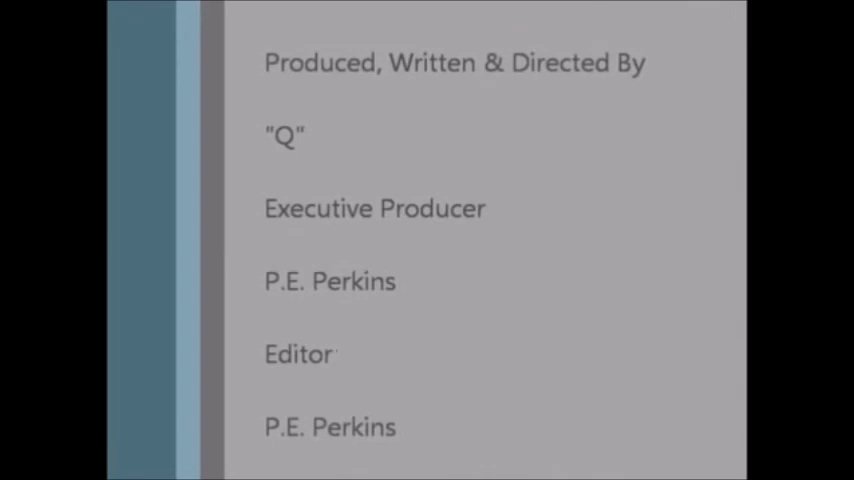 Produced, Written & Directed By
"Q"
Executive Producer
P.E. Perkins
Editor
P.E. Perkins